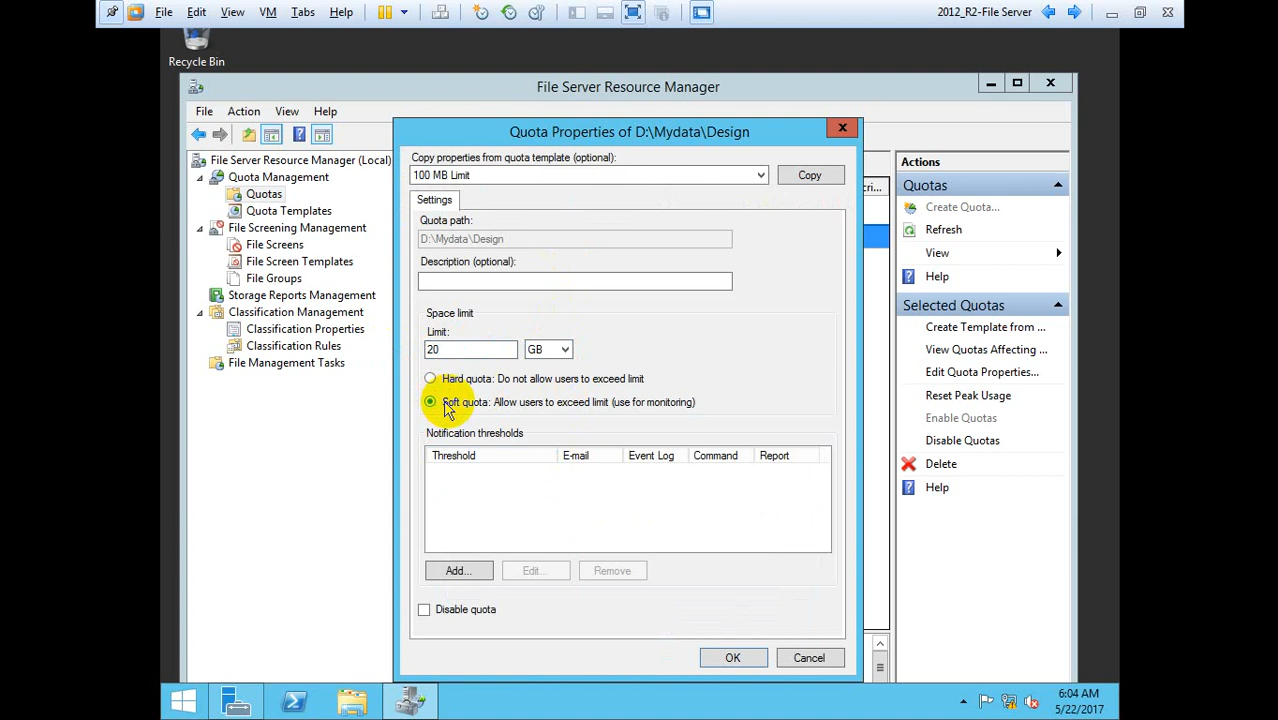 File Edit View VM Tabs Help
2012_R2-File Server
Recycle Bin
File Server Resource Manager
File Action View Help
File Server Resource Manager (Local)
Quota Management
Quotas
Quota Templates
File Screening Management
File Screens
File Screen Templates
File Groups
Storage Reports Management
Classification Management
Classification Properties
Classification Rules
File Management Tasks
Quota Properties of D:\Mydata\Design
Copy properties from quota template (optional):
100 MB Limit
Copy
Settings
Quota path:
D:\Mydata\Design
Description (optional):
Space limit
Limit:
20
GB
Hard quota: Do not allow users to exceed limit
Soft quota: Allow users to exceed limit (use for monitoring)
Notification thresholds
Threshold E-mail Event Log Command Report
Add... Edit... Remove
Disable quota
OK Cancel
cri...
Actions
Quotas
Create Quota...
Refresh
View
Help
Selected Quotas
Create Template from ...
View Quotas Affecting ...
Edit Quota Properties...
Reset Peak Usage
Enable Quotas
Disable Quotas
Delete
Help
6:04 AM
5/22/2017